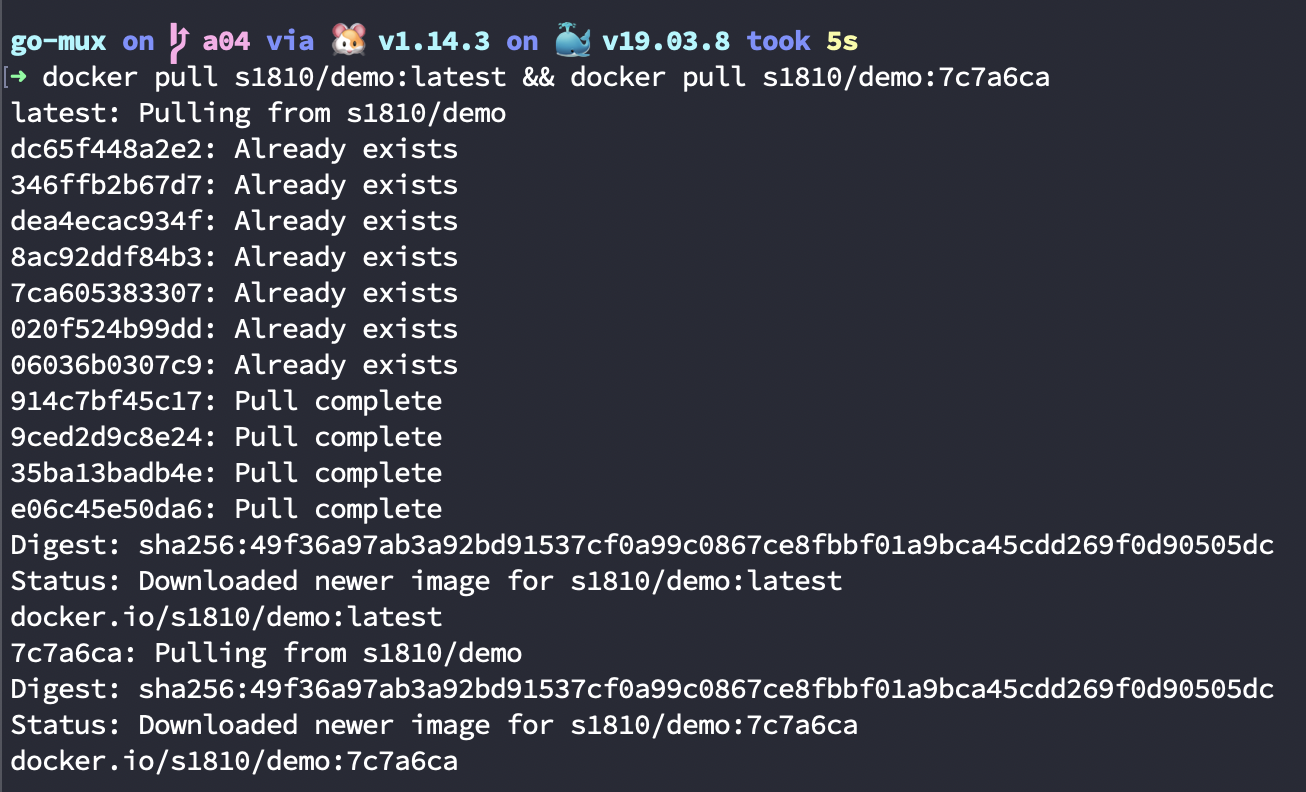 go-mux on a04 via 🐹 v1.14.3 on 🐳 v19.03.8 took 5s
[➜ docker pull s1810/demo:latest && docker pull s1810/demo:7c7a6ca
latest: Pulling from s1810/demo
dc65f448a2e2: Already exists
346ffb2b67d7: Already exists
dea4ecac934f: Already exists
8ac92ddf84b3: Already exists
7ca605383307: Already exists
020f524b99dd: Already exists
06036b0307c9: Already exists
914c7bf45c17: Pull complete
9ced2d9c8e24: Pull complete
35ba13badb4e: Pull complete
e06c45e50da6: Pull complete
Digest: sha256:49f36a97ab3a92bd91537cf0a99c0867ce8fbbf01a9bca45cdd269f0d90505dc
Status: Downloaded newer image for s1810/demo:latest
docker.io/s1810/demo:latest
7c7a6ca: Pulling from s1810/demo
Digest: sha256:49f36a97ab3a92bd91537cf0a99c0867ce8fbbf01a9bca45cdd269f0d90505dc
Status: Downloaded newer image for s1810/demo:7c7a6ca
docker.io/s1810/demo:7c7a6ca